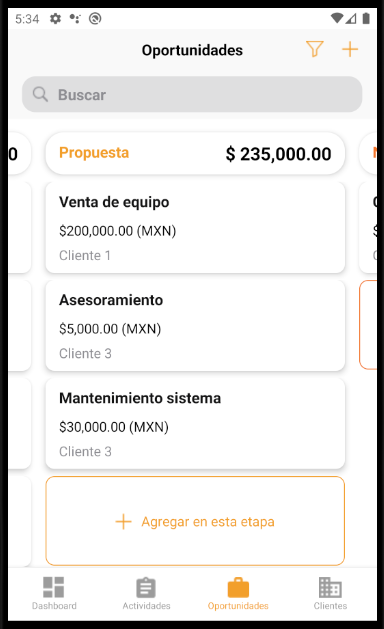 5:34
Oportunidades
Buscar
0
Propuesta
$ 235,000.00
Venta de equipo
$200,000.00 (MXN)
Cliente 1
Asesoramiento
$5,000.00 (MXN)
Cliente 3
Mantenimiento sistema
$30,000.00 (MXN)
Cliente 3
Agregar en esta etapa
Dashboard
Actividades
Oportunidades
Clientes